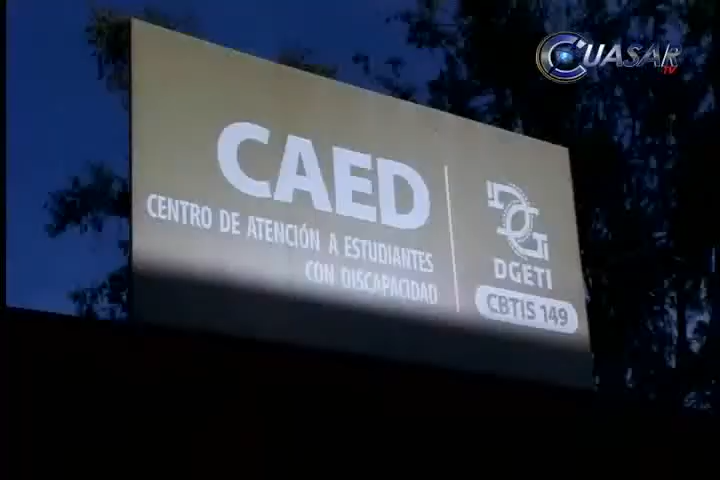 CUASAR
TV
CAED
CENTRO DE ATENCIÓN A ESTUDIANTES
CON DISCAPACIDAD
DGETI
CBTIS 149